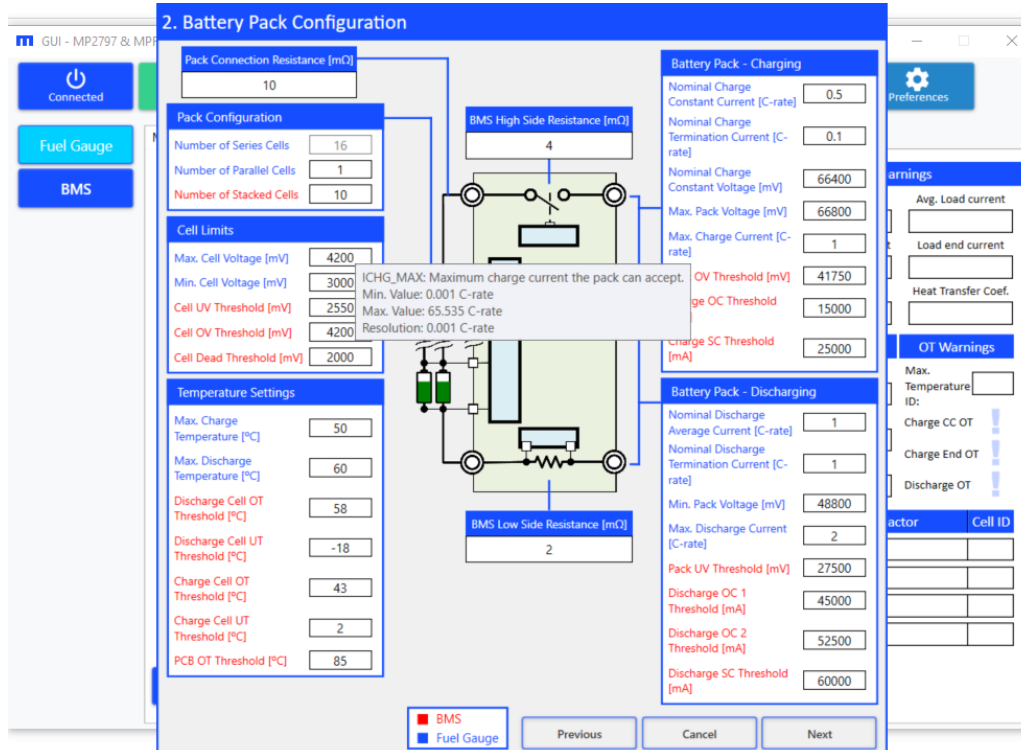 2. Battery Pack Configuration
GUI - MP2797 & MPF
Connected
Preferences
Fuel Gauge
BMS
Pack Connection Resistance [mΩ]
10
Pack Configuration
Number of Series Cells 16
Number of Parallel Cells 1
Number of Stacked Cells 10
Cell Limits
Max. Cell Voltage [mV] 4200
Min. Cell Voltage [mV] 3000
Cell UV Threshold [mV] 2550
Cell OV Threshold [mV] 4200
Cell Dead Threshold [mV] 2000
Temperature Settings
Max. Charge
Temperature [ºC] 50
Max. Discharge
Temperature [ºC] 60
Discharge Cell OT
Threshold [ºC] 58
Discharge Cell UT
Threshold [ºC] -18
Charge Cell OT
Threshold [ºC] 43
Charge Cell UT
Threshold [ºC] 2
PCB OT Threshold [ºC] 85
BMS High Side Resistance [mΩ]
4
ICHG_MAX: Maximum charge current the pack can accept.
Min. Value: 0.001 C-rate
Max. Value: 65.535 C-rate
Resolution: 0.001 C-rate
BMS Low Side Resistance [mΩ]
2
Battery Pack - Charging
Nominal Charge
Constant Current [C-rate] 0.5
Nominal Charge
Termination Current [C-
rate] 0.1
Nominal Charge
Constant Voltage [mV] 66400
Max. Pack Voltage [mV] 66800
Max. Charge Current [C-
rate] 1
OV Threshold [mV] 41750
ge OC Threshold
15000
Charge SC Threshold
[mA] 25000
Battery Pack - Discharging
Nominal Discharge
Average Current [C-rate] 1
Nominal Discharge
Termination Current [C-
rate] 1
Min. Pack Voltage [mV] 48800
Max. Discharge Current
[C-rate] 2
Pack UV Threshold [mV] 27500
Discharge OC 1
Threshold [mA] 45000
Discharge OC 2
Threshold [mA] 52500
Discharge SC Threshold
[mA] 60000
BMS
Fuel Gauge
Previous
Cancel
Next
arnings
Avg. Load current
Load end current
Heat Transfer Coef.
OT Warnings
Max.
Temperature
ID:
Charge CC OT
Charge End OT
Discharge OT
actor
Cell ID